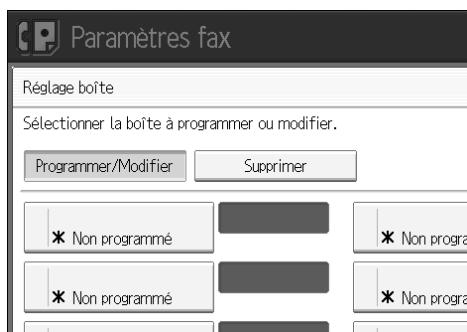 Paramètres fax
Réglage boîte
Sélectionner la boîte à programmer ou modifier.
Programmer/Modifier Supprimer
* Non programmé * Non progra
* Non programmé * Non progra